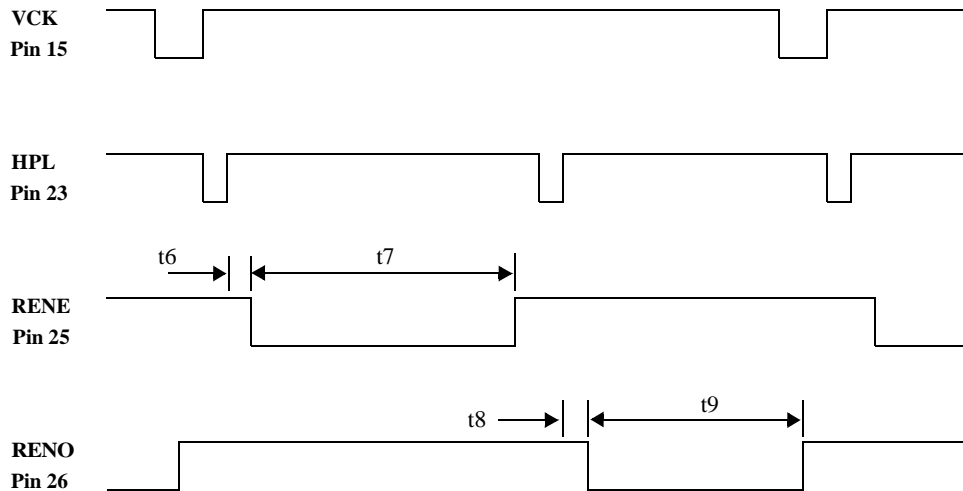 VCK
Pin 15
HPL
Pin 23
t6
t7
RENE
Pin 25
t8
t9
RENO
Pin 26